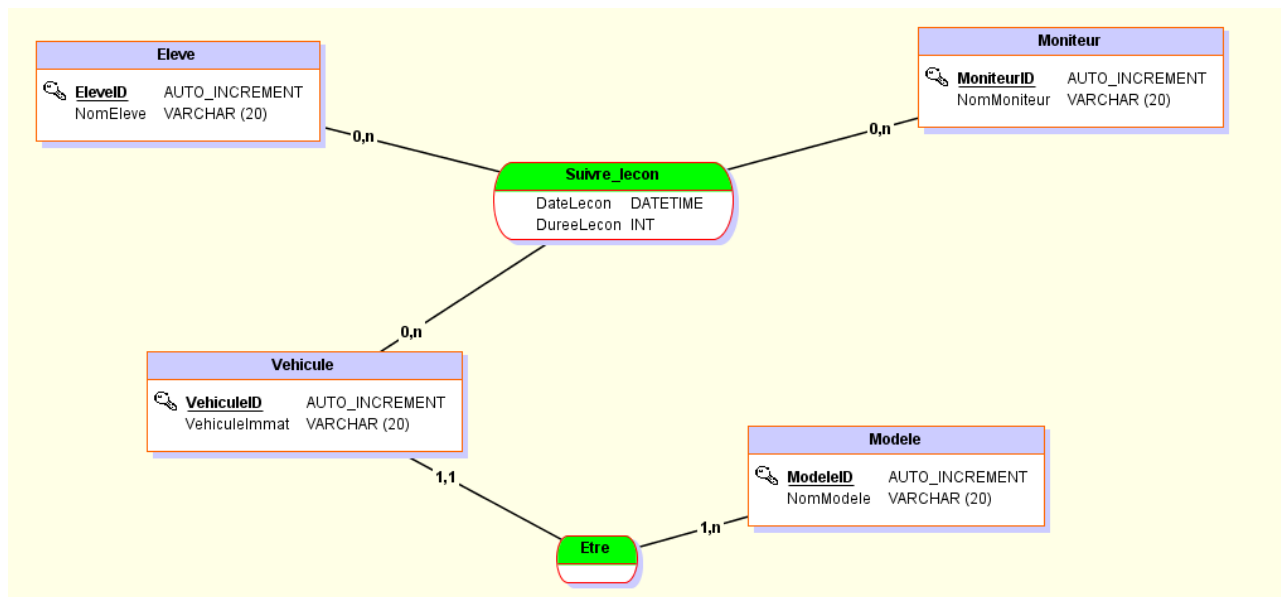 Eleve
EleveID AUTO_INCREMENT
NomEleve VARCHAR (20)
Moniteur
MoniteurID AUTO_INCREMENT
NomMoniteur VARCHAR (20)
0,n
0,n
Suivre_lecon
DateLecon DATETIME
DureeLecon INT
0,n
Vehicule
VehiculeID AUTO_INCREMENT
VehiculeImmat VARCHAR (20)
Modele
ModeleID AUTO_INCREMENT
NomModele VARCHAR (20)
1,1
1,n
Etre